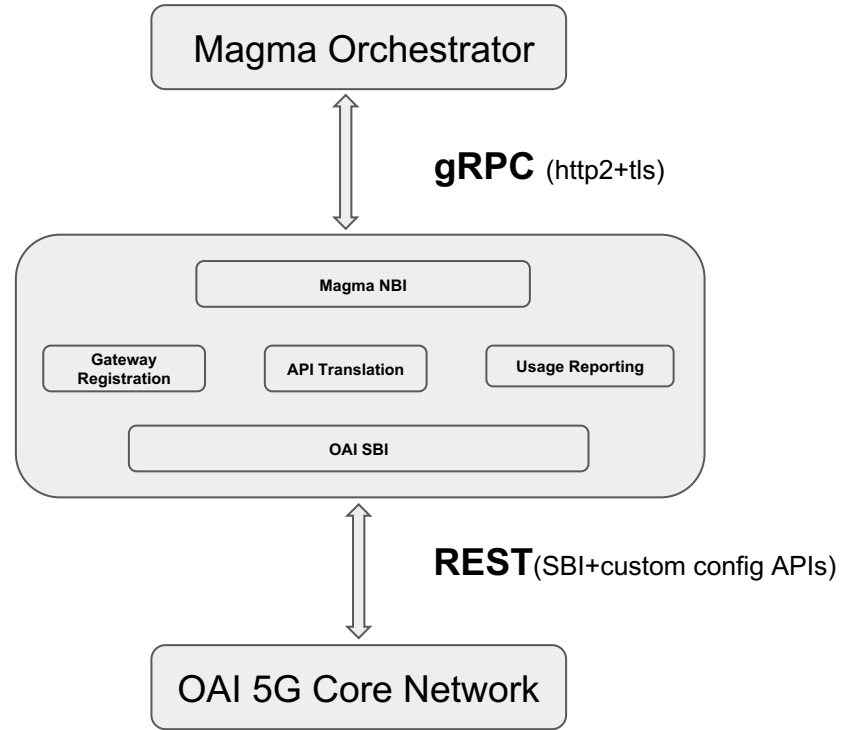 Magma Orchestrator
gRPC (http2+tls)
Magma NBI
Gateway
Registration
API Translation
Usage Reporting
OAI SBI
REST(SBI+custom config APIs)
OAI 5G Core Network